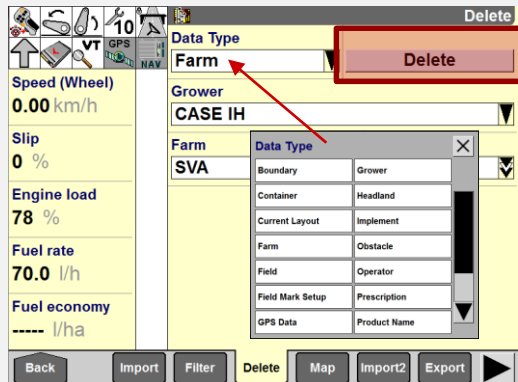 Delete
10
VT
GPS
NAV
Data Type
Farm
Delete
Speed (Wheel)
0.00 km/h
Grower
CASE IH
Slip
0 %
Farm
SVA
Data Type
Boundary
Grower
Container
Headland
Current Layout
Implement
Farm
Obstacle
Field
Operator
Field Mark Setup
Prescription
GPS Data
Product Name
Engine load
78 %
Fuel rate
70.0 l/h
Fuel economy
----- l/ha
Back
Import
Filter
Delete
Map
Import2
Export